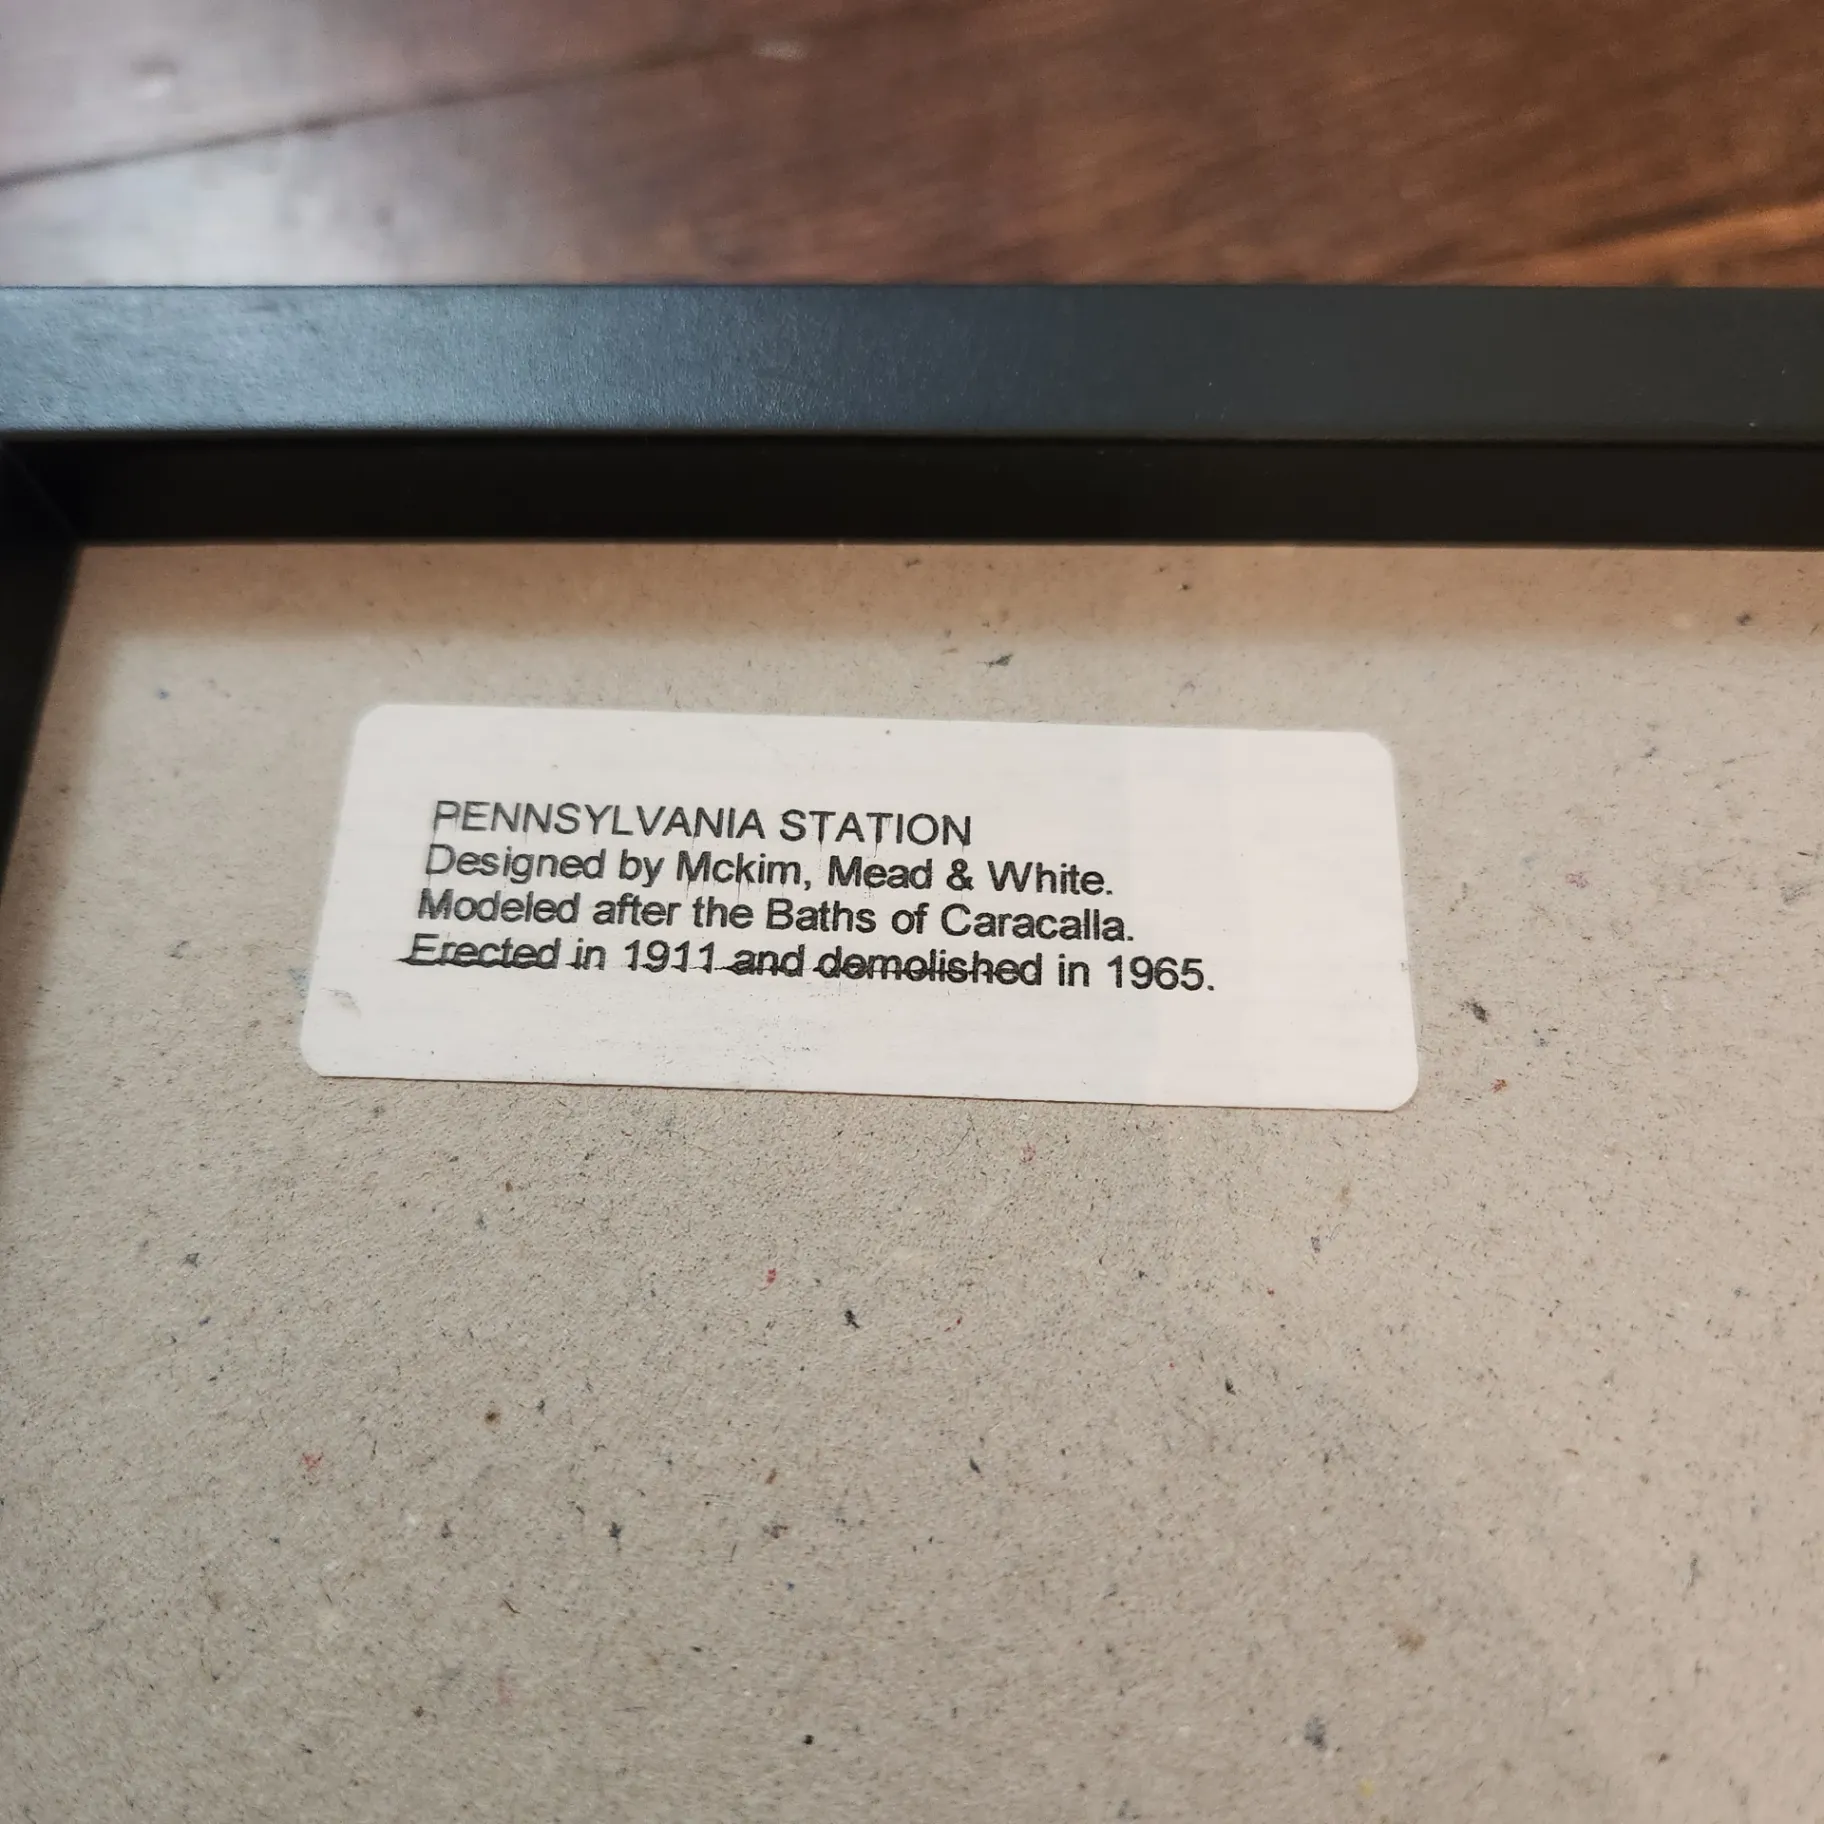 PENNSYLVANIA STATION
Designed by Mckim, Mead & White.
Modeled after the Baths of Caracalla.
Erected in 1911 and demolished in 1965.